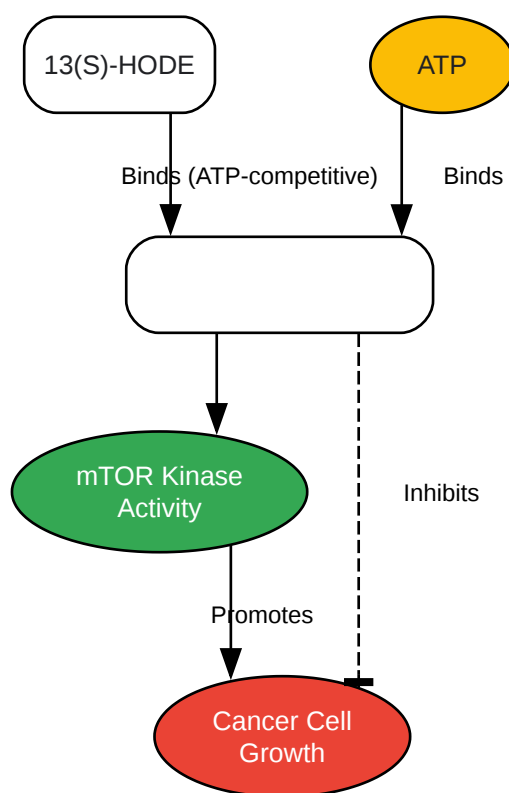 13(S)-HODE
ATP
Binds (ATP-competitive)
Binds
mTOR Kinase
Activity
Inhibits
Promotes
Cancer Cell
Growth